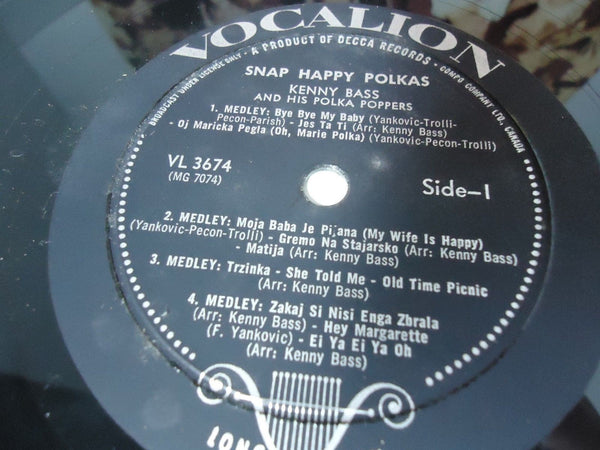 VOCALION
• A PRODUCT OF DECCA RECORDS •
BROADCAST UNDER LICENSE ONLY • COMPO COMPANY LTD., CANADA
SNAP HAPPY POLKAS
KENNY BASS
AND HIS POLKA POPPERS
1. MEDLEY: Bye Bye My Baby (Yankovic-Trolli-
Pecon-Parish) - Jes Ta Ti (Arr: Kenny Bass)
- Oj Maricka Pegla (Oh, Marie Polka) (Yankovic-Pecon-Trolli)
VL 3674
(MG 7074)
Side-1
2. MEDLEY: Moja Baba Je Pijana (My Wife Is Happy)
(Yankovic-Pecon-Trolli) - Gremo Na Stajarsko (Arr: Kenny Bass)
- Matija (Arr: Kenny Bass)
3. MEDLEY: Trzinka - She Told Me - Old Time Picnic
(Arr: Kenny Bass)
4. MEDLEY: Zakaj Si Nisi Enga Zbrala
(Arr: Kenny Bass) - Hey Margarette
(F. Yankovic) - Ei Ya Ei Ya Oh
(Arr: Kenny Bass)
LONG